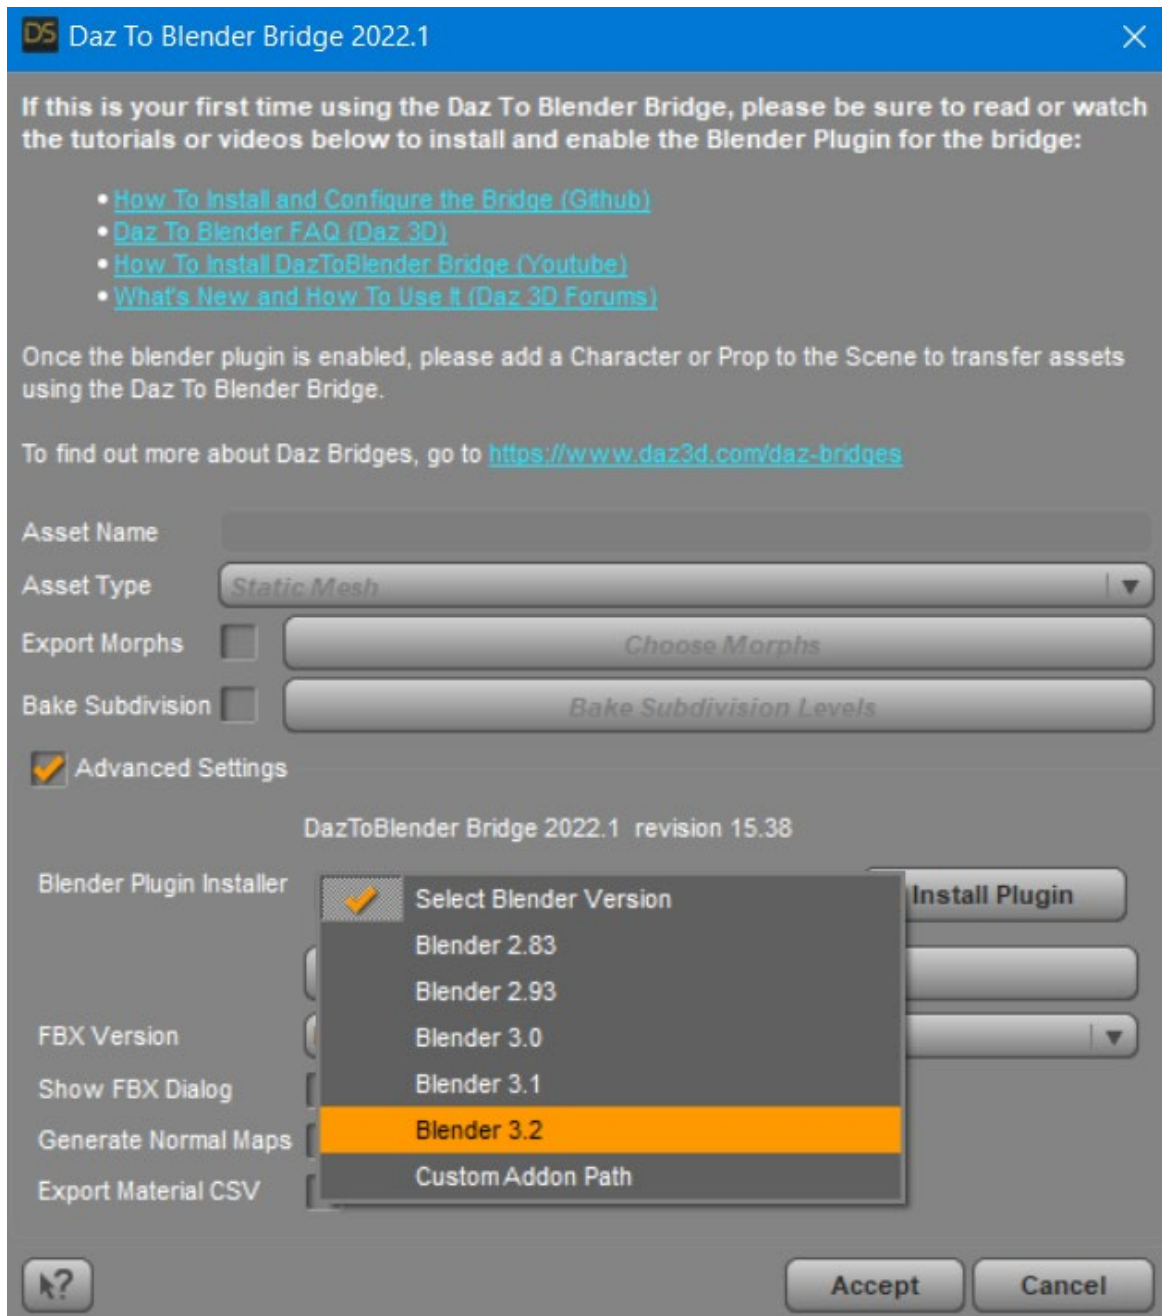 DS Daz To Blender Bridge 2022.1
If this is your first time using the Daz To Blender Bridge, please be sure to read or watch
the tutorials or videos below to install and enable the Blender Plugin for the bridge:
• How To Install and Configure the Bridge (Github)
• Daz To Blender FAQ (Daz 3D)
• How To Install DazToBlender Bridge (Youtube)
• What's New and How To Use It (Daz 3D Forums)
Once the blender plugin is enabled, please add a Character or Prop to the Scene to transfer assets
using the Daz To Blender Bridge.
To find out more about Daz Bridges, go to https://www.daz3d.com/daz-bridges
Asset Name
Asset Type Static Mesh
Export Morphs Choose Morphs
Bake Subdivision Bake Subdivision Levels
Advanced Settings
DazToBlender Bridge 2022.1 revision 15.38
Blender Plugin Installer Select Blender Version Install Plugin
Blender 2.83
Blender 2.93
FBX Version Blender 3.0
Show FBX Dialog Blender 3.1
Generate Normal Maps Blender 3.2
Export Material CSV Custom Addon Path
? Accept Cancel